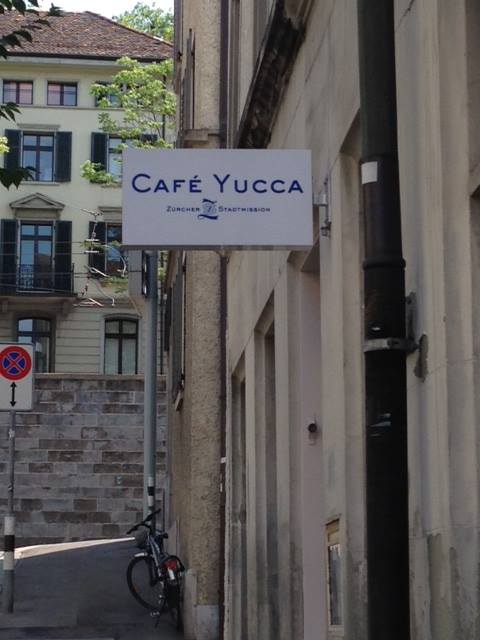 CAFÉ YUCCA
ZÜRCHER STADTMISSION